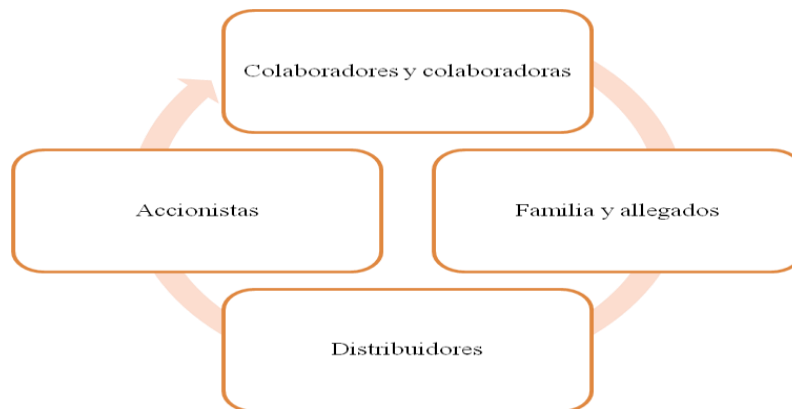 Colaboradores y colaboradoras
Accionistas
Familia y allegados
Distribuidores